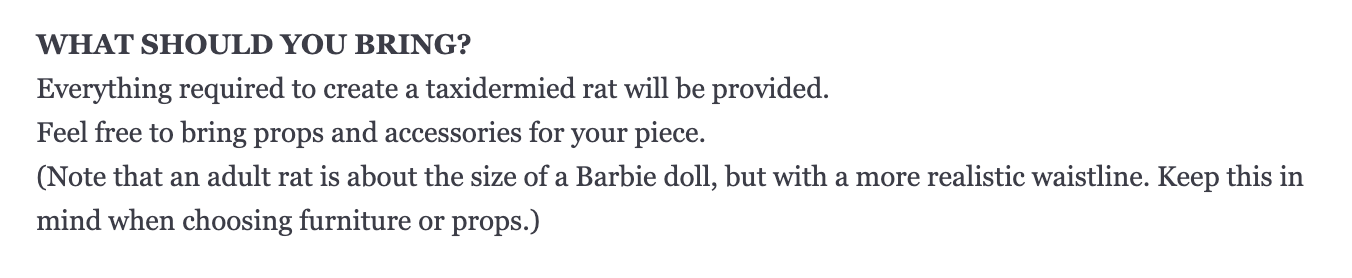 WHAT SHOULD YOU BRING?
Everything required to create a taxidermied rat will be provided.
Feel free to bring props and accessories for your piece.
(Note that an adult rat is about the size of a Barbie doll, but with a more realistic waistline. Keep this in
mind when choosing furniture or props.)